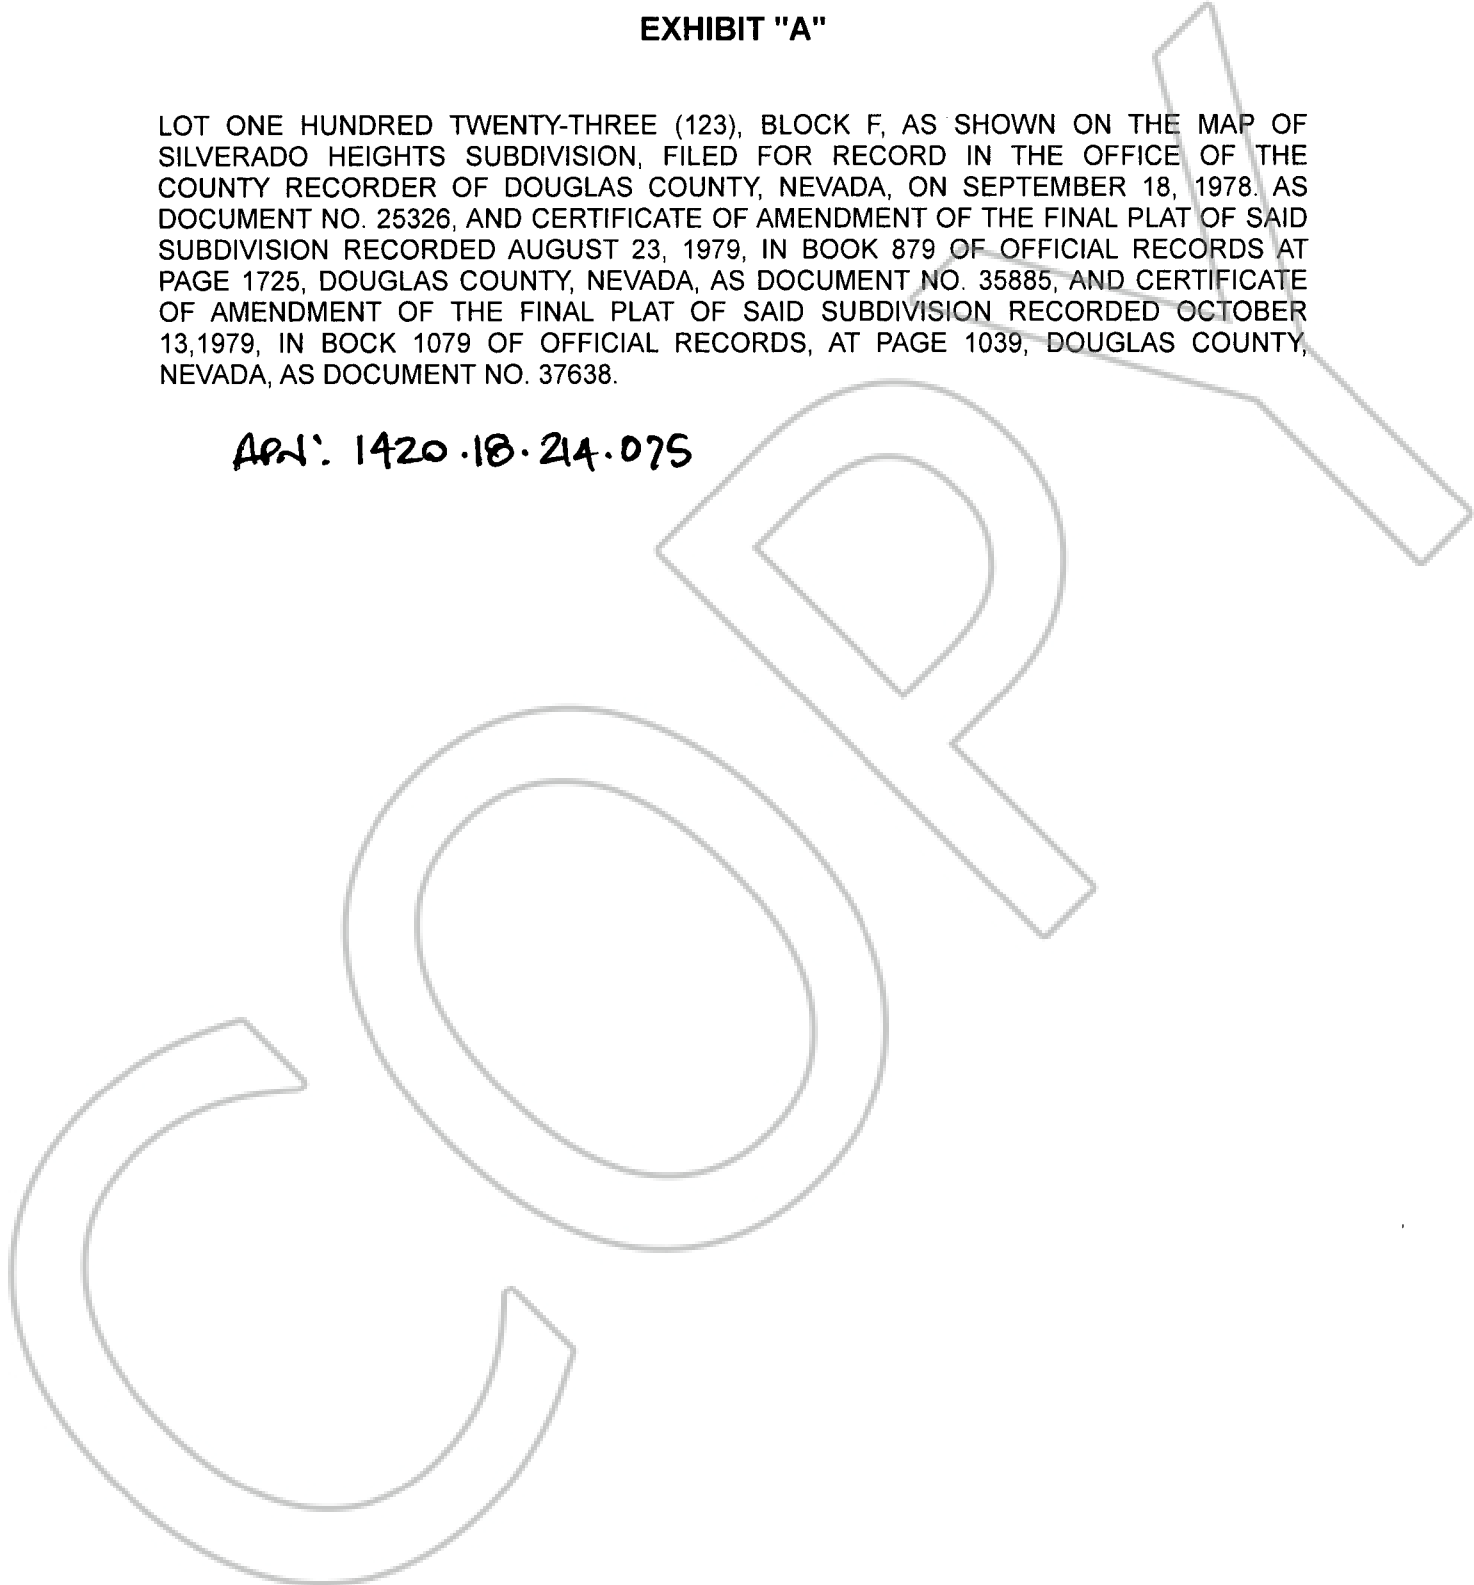 EXHIBIT "A"
LOT ONE HUNDRED TWENTY-THREE (123), BLOCK F, AS SHOWN ON THE MAP OF
SILVERADO HEIGHTS SUBDIVISION, FILED FOR RECORD IN THE OFFICE OF THE
COUNTY RECORDER OF DOUGLAS COUNTY, NEVADA, ON SEPTEMBER 18, 1978. AS
DOCUMENT NO. 25326, AND CERTIFICATE OF AMENDMENT OF THE FINAL PLAT OF SAID
SUBDIVISION RECORDED AUGUST 23, 1979, IN BOOK 879 OF OFFICIAL RECORDS AT
PAGE 1725, DOUGLAS COUNTY, NEVADA, AS DOCUMENT NO. 35885, AND CERTIFICATE
OF AMENDMENT OF THE FINAL PLAT OF SAID SUBDIVISION RECORDED OCTOBER
13,1979, IN BOCK 1079 OF OFFICIAL RECORDS, AT PAGE 1039, DOUGLAS COUNTY,
NEVADA, AS DOCUMENT NO. 37638.
APN: 1420.18.214.075
COPY